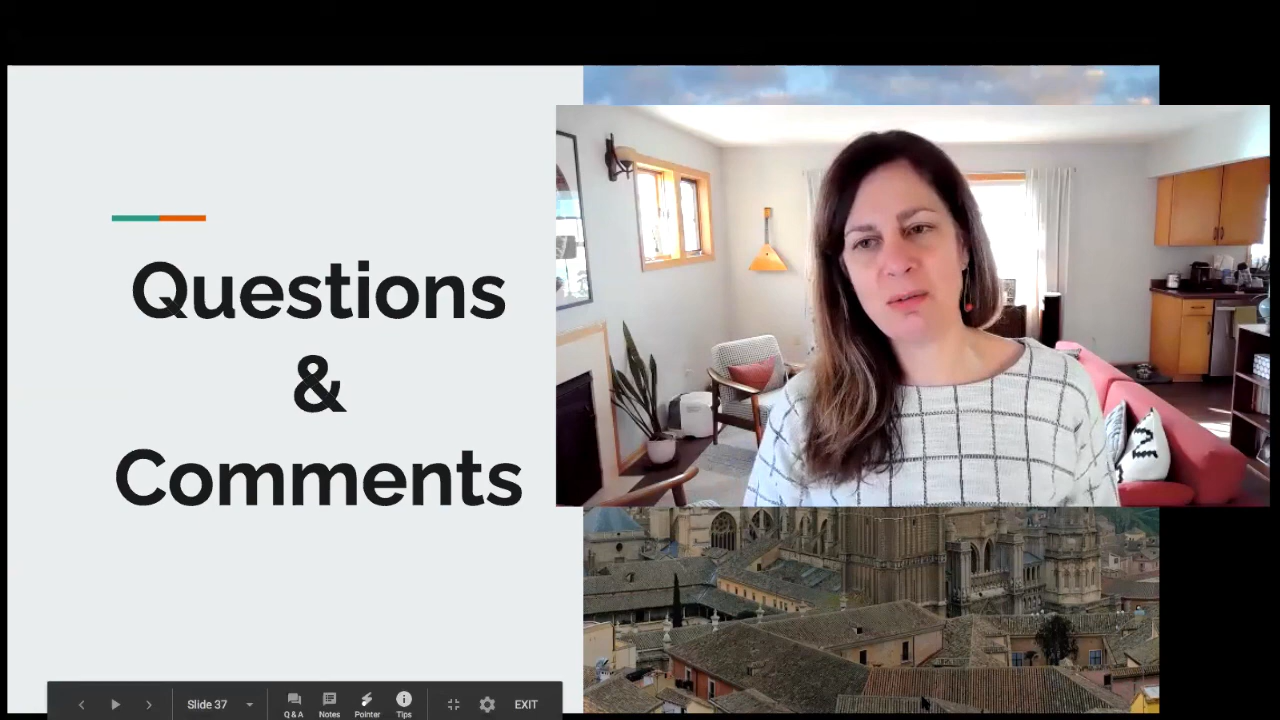 Questions
&
Comments
Slide 37
Q & A
Notes
Pointer
Tips
EXIT